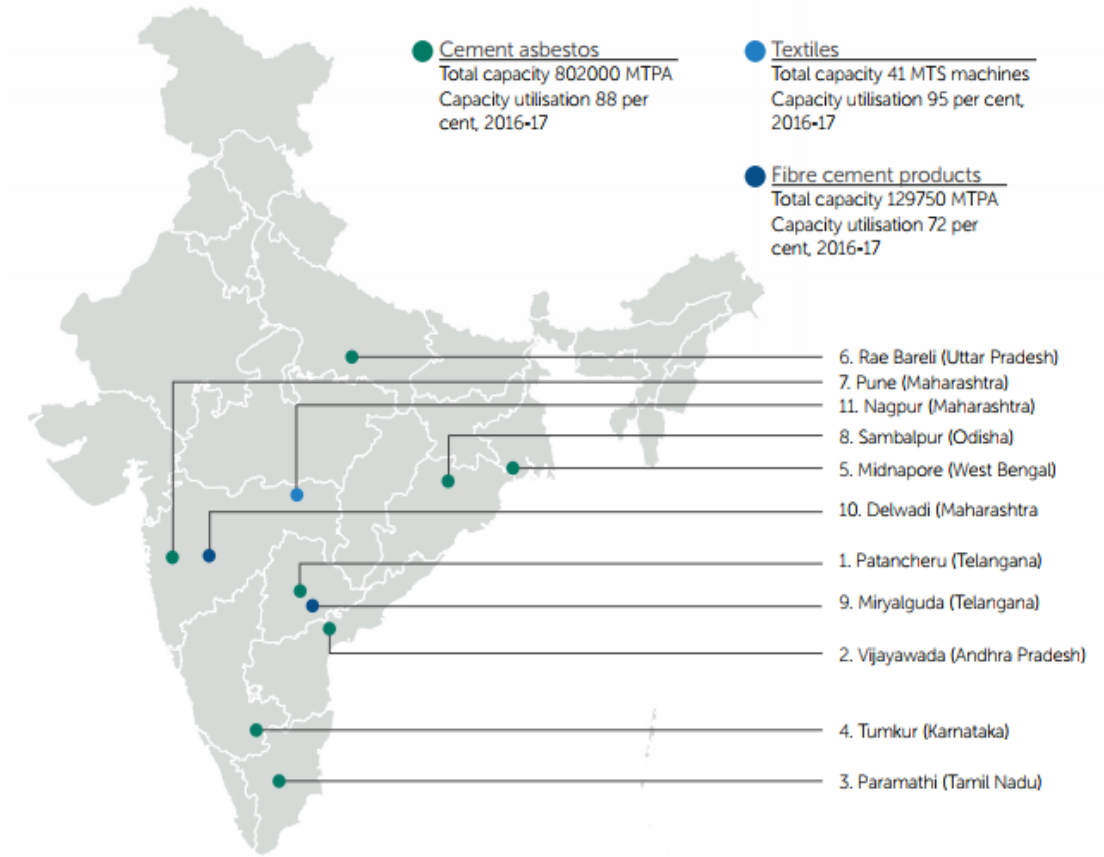 Cement asbestos
Total capacity 802000 MTPA
Capacity utilisation 88 per
cent, 2016-17
Textiles
Total capacity 41 MTS machines
Capacity utilisation 95 per cent,
2016-17
Fibre cement products
Total capacity 129750 MTPA
Capacity utilisation 72 per
cent, 2016-17
6. Rae Bareli (Uttar Pradesh)
7. Pune (Maharashtra)
11. Nagpur (Maharashtra)
8. Sambalpur (Odisha)
5. Midnapore (West Bengal)
10. Delwadi (Maharashtra
1. Patancheru (Telangana)
9. Miryalguda (Telangana)
2. Vijayawada (Andhra Pradesh)
4. Tumkur (Karnataka)
3. Paramathi (Tamil Nadu)